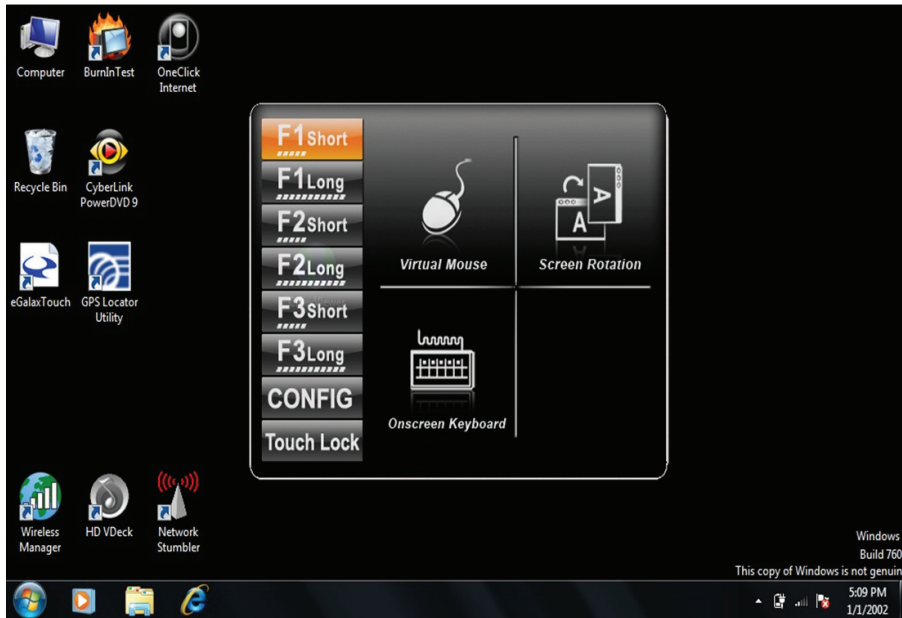 Computer
BurnInTest
OneClick
Internet
Recycle Bin
CyberLink
PowerDVD 9
eGalaxTouch
GPS Locator
Utility
Wireless
Manager
HD VDeck
Network
Stumbler
F1Short
F1Long
F2Short
F2Long
F3Short
F3Long
CONFIG
Touch Lock
Virtual Mouse
A
A
Screen Rotation
Onscreen Keyboard
Windows
Build 760
This copy of Windows is not genuin
5:09 PM
1/1/2002